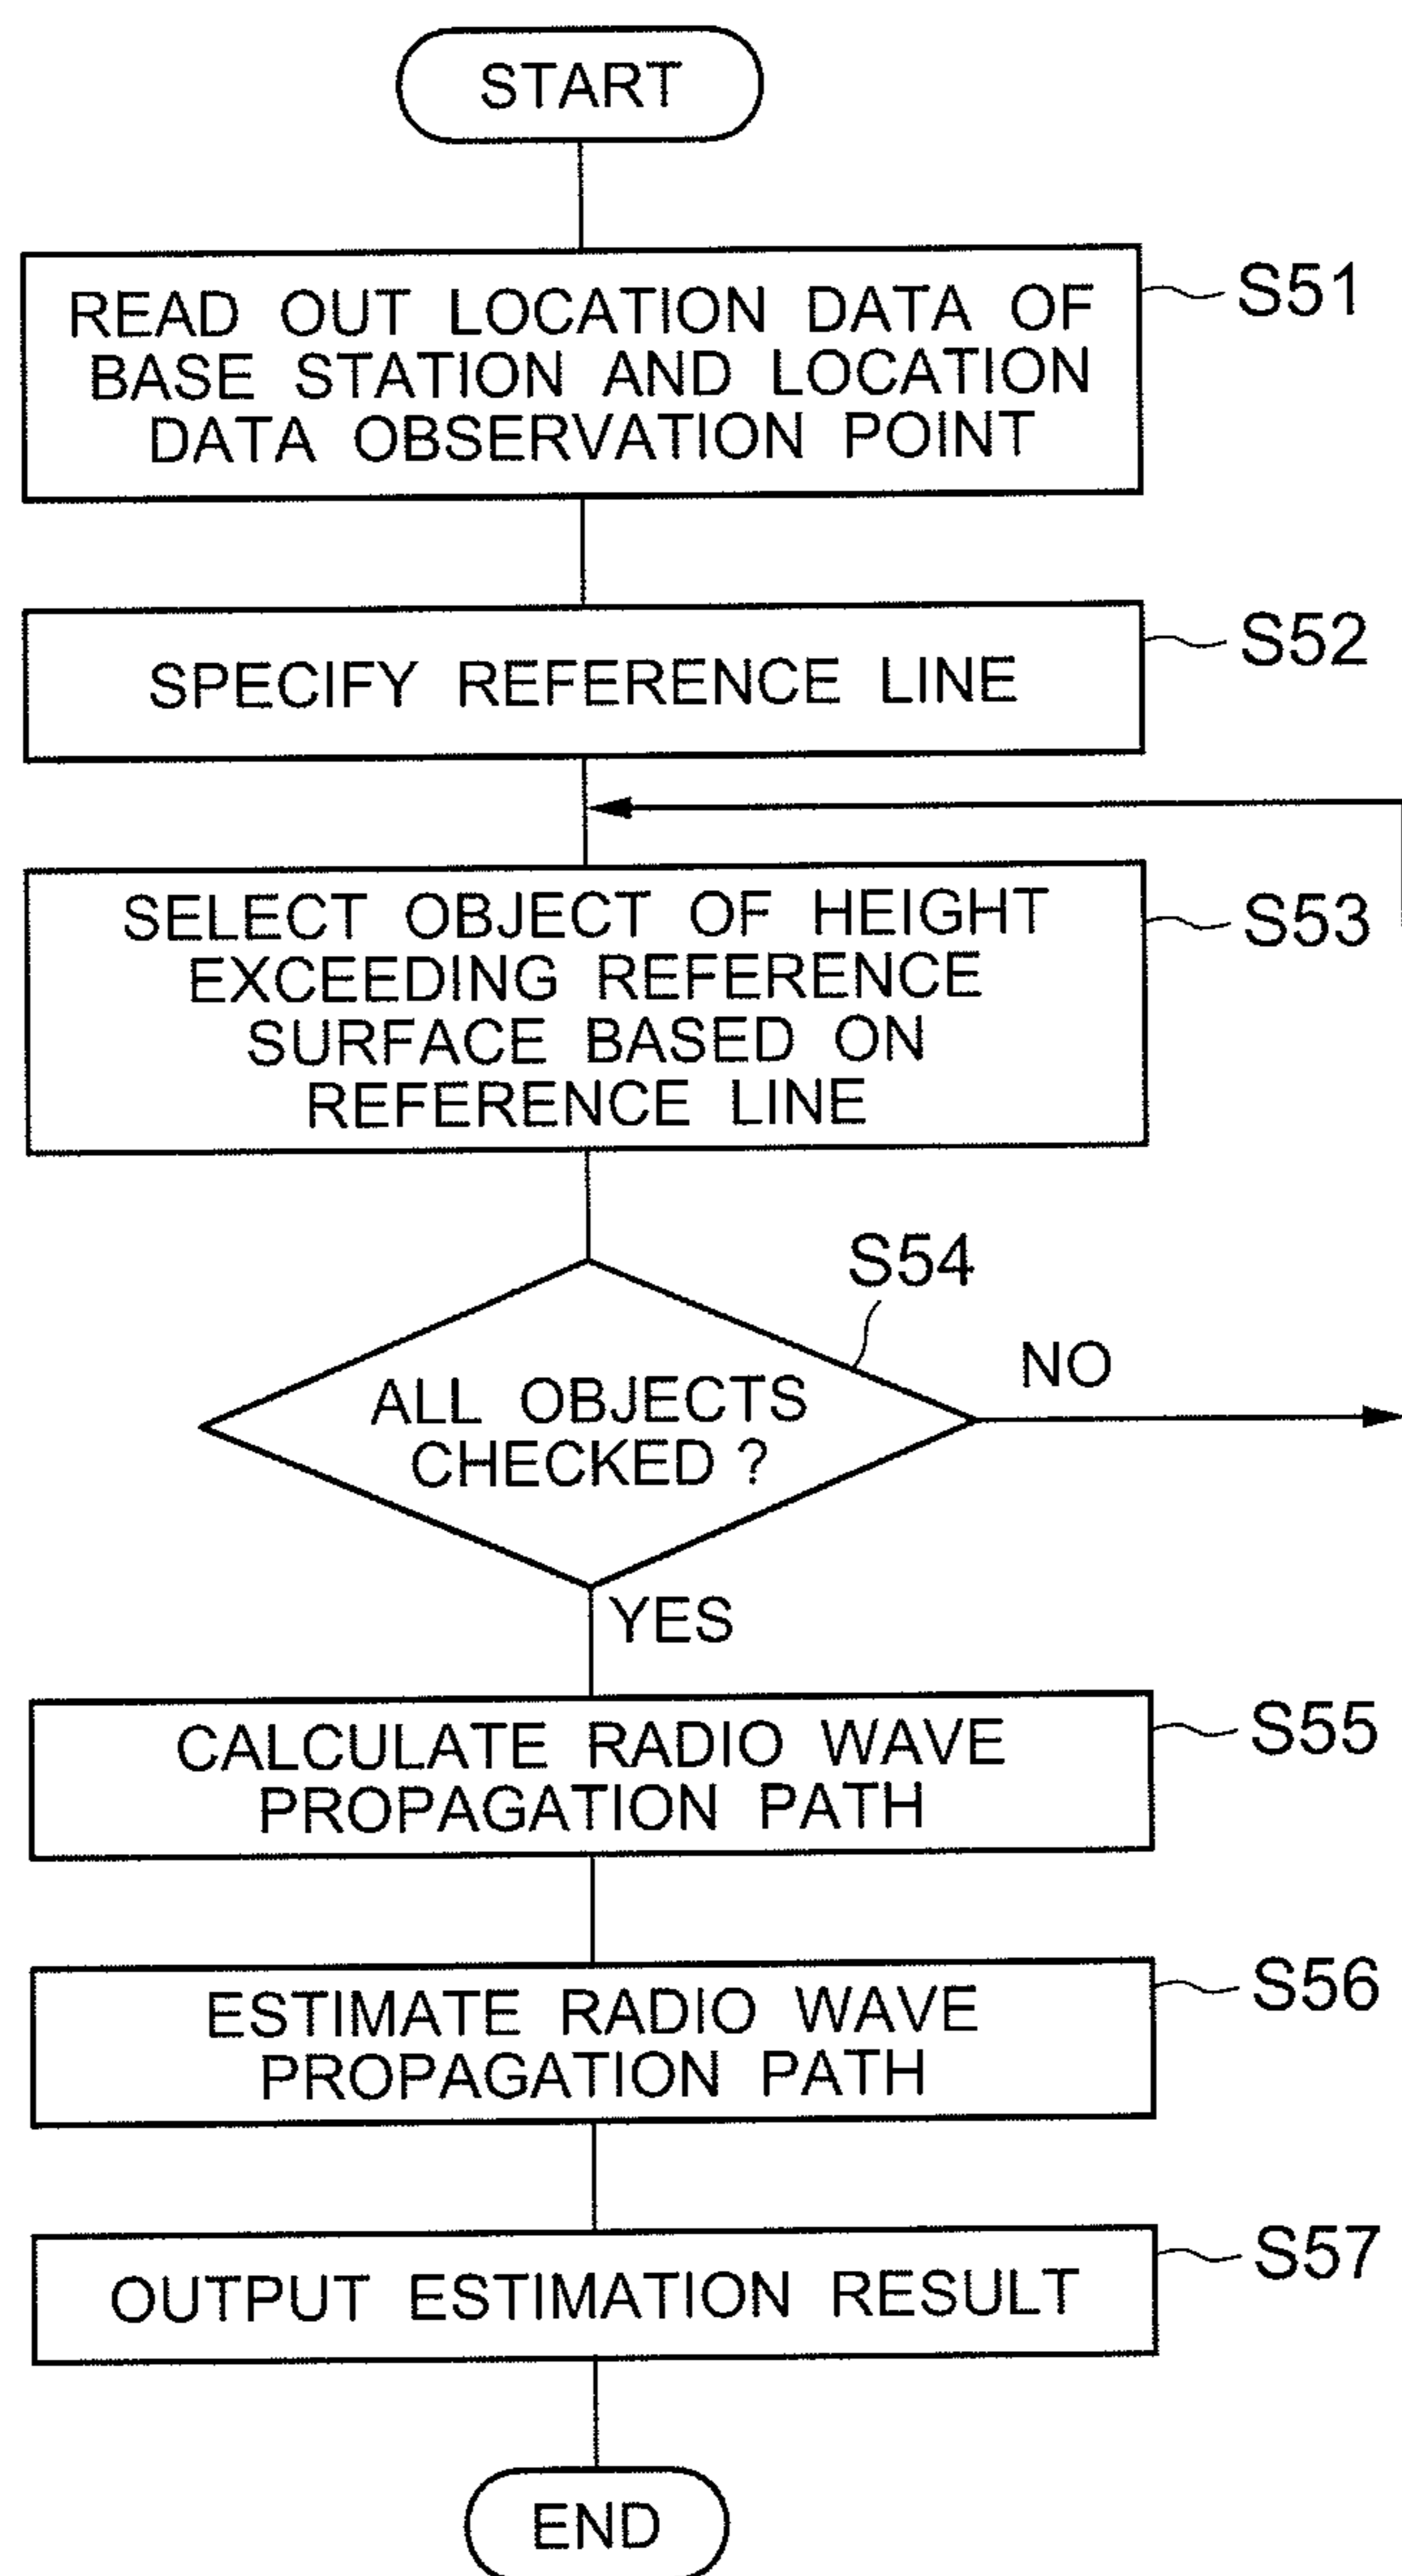 START
READ OUT LOCATION DATA OF
BASE STATION AND LOCATION
DATA OBSERVATION POINT
S51
SPECIFY REFERENCE LINE
S52
SELECT OBJECT OF HEIGHT
EXCEEDING REFERENCE
SURFACE BASED ON
REFERENCE LINE
S53
S54
ALL OBJECTS
CHECKED ?
NO
YES
CALCULATE RADIO WAVE
PROPAGATION PATH
S55
ESTIMATE RADIO WAVE
PROPAGATION PATH
S56
OUTPUT ESTIMATION RESULT
S57
END